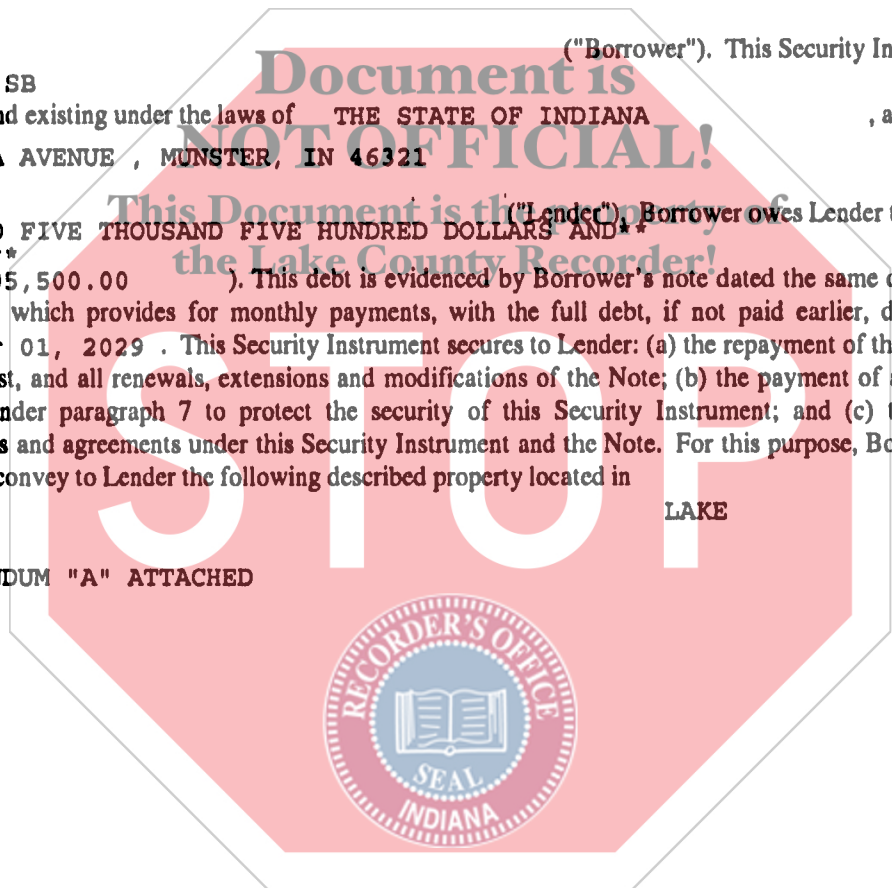 ("Borrower"). This Security In
Document is
SB
nd existing under the laws of THE STATE OF INDIANA , a
NOT OFFICIAL!
AVENUE , MUNSTER, IN 46321
This Document is the property of
("Lender"). Borrower owes Lender t
FIVE THOUSAND FIVE HUNDRED DOLLARS AND**
*
the Lake County Recorder!
5,500.00 ). This debt is evidenced by Borrower's note dated the same d
which provides for monthly payments, with the full debt, if not paid earlier, d
01, 2029 . This Security Instrument secures to Lender: (a) the repayment of th
st, and all renewals, extensions and modifications of the Note; (b) the payment of
nder paragraph 7 to protect the security of this Security Instrument; and (c) t
s and agreements under this Security Instrument and the Note. For this purpose, Bo
convey to Lender the following described property located in
LAKE
STOP
DUM "A" ATTACHED
RECORDER'S OFFICE
SEAL
INDIANA